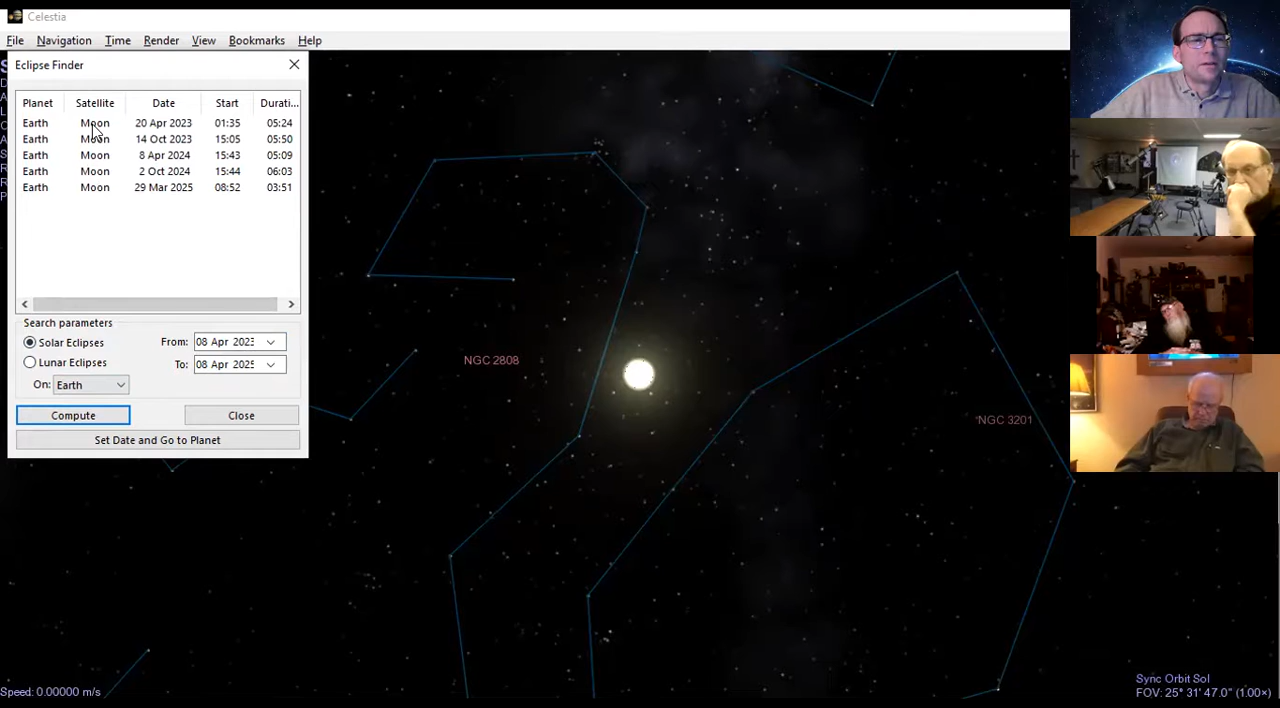 Celestia
File Navigation Time Render View Bookmarks Help
Eclipse Finder
Planet Satellite Date Start Durati...
Earth Moon 20 Apr 2023 01:35 05:24
Earth Moon 14 Oct 2023 15:05 05:50
Earth Moon 8 Apr 2024 15:43 05:09
Earth Moon 2 Oct 2024 15:44 06:03
Earth Moon 29 Mar 2025 08:52 03:51
Search parameters
Solar Eclipses From: 08 Apr 2023
Lunar Eclipses To: 08 Apr 2025
On: Earth
Compute Close
Set Date and Go to Planet
NGC 2808
NGC 3201
Speed: 0.00000 m/s
Sync Orbit Sol
FOV: 25° 31' 47.0" (1.00×)